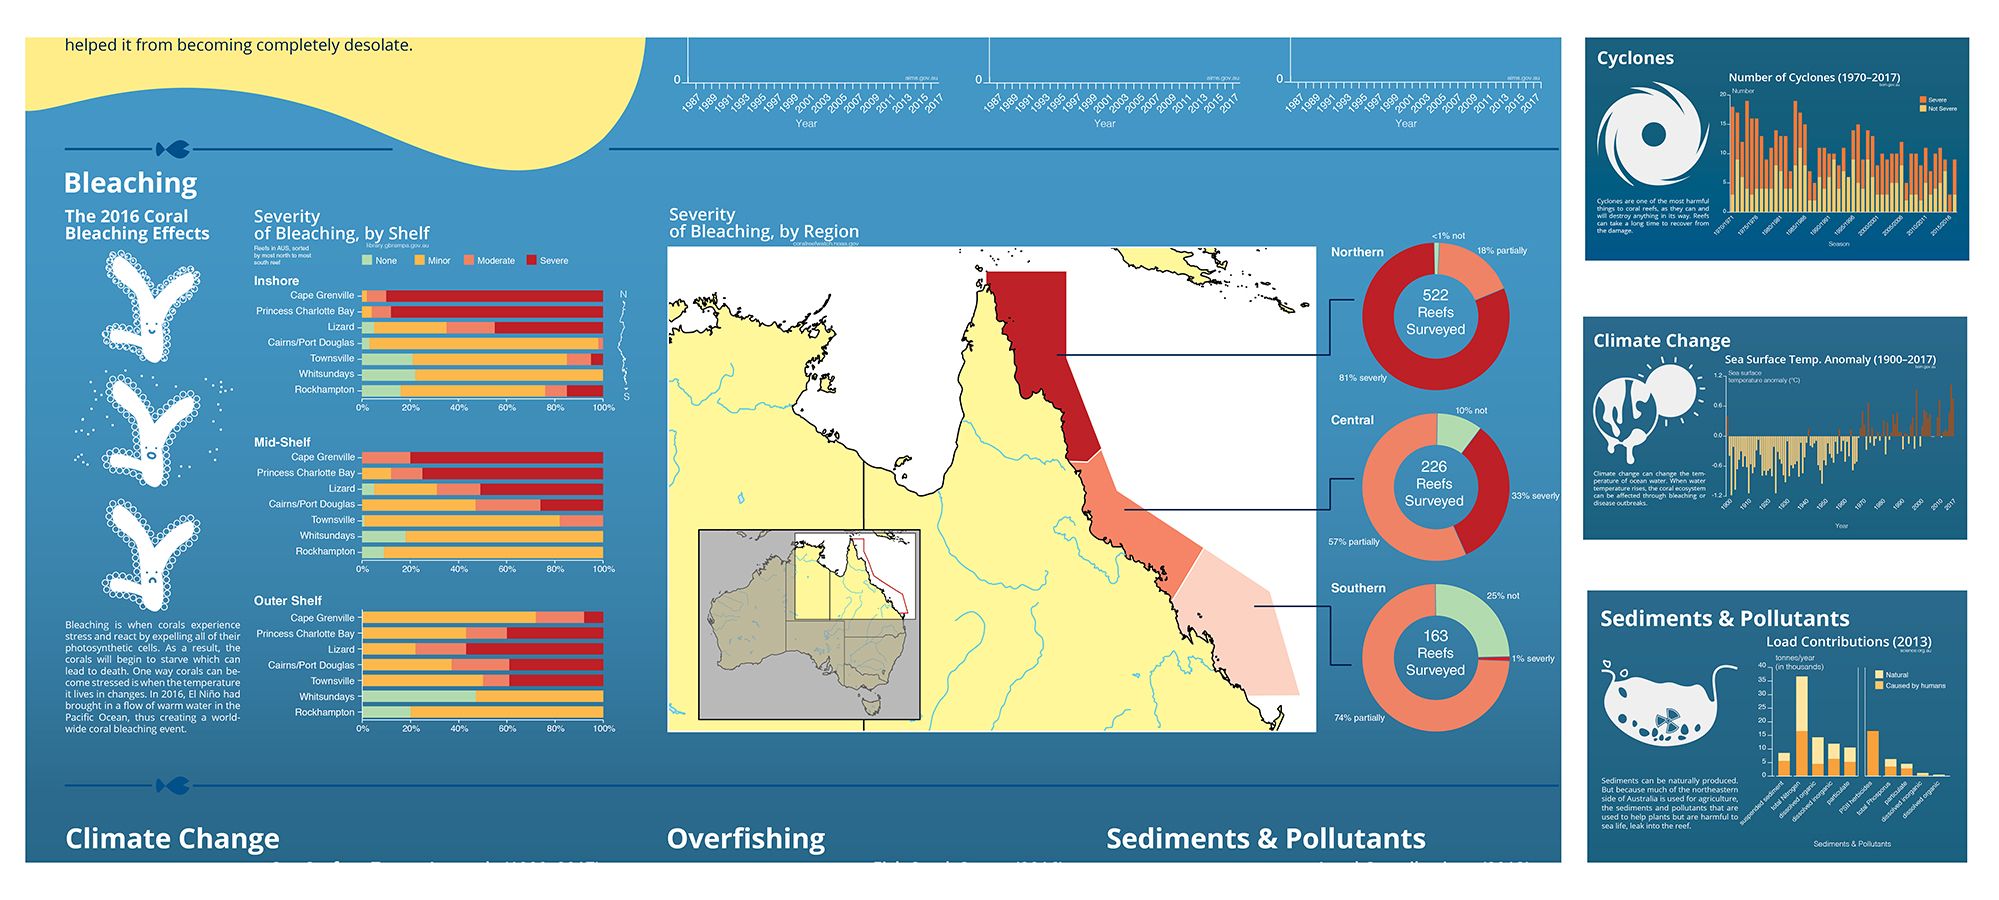 helped it from becoming completely desolate.
0
aims.gov.au
1987 1989 1991 1993 1995 1997 1999 2001 2003 2005 2007 2009 2011 2013 2015 2017
Year
0
aims.gov.au
1987 1989 1991 1993 1995 1997 1999 2001 2003 2005 2007 2009 2011 2013 2015 2017
Year
0
aims.gov.au
1987 1989 1991 1993 1995 1997 1999 2001 2003 2005 2007 2009 2011 2013 2015 2017
Year
Bleaching
The 2016 Coral
Bleaching Effects
Bleaching is when corals experience
stress and react by expelling all of their
photosynthetic cells. As a result, the
corals will begin to starve which can
lead to death. One way corals can be-
come stressed is when the temperature
it lives in changes. In 2016, El Niño had
brought in a flow of warm water in the
Pacific Ocean, thus creating a world-
wide coral bleaching event.
Severity
of Bleaching, by Shelf
library.gbrmpa.gov.au
Reefs in AUS, sorted
by most north to most
south reef
None Minor Moderate Severe
Inshore
N
Cape Grenville
Princess Charlotte Bay
Lizard
Cairns/Port Douglas
Townsville
Whitsundays
Rockhampton
S
0% 20% 40% 60% 80% 100%
Mid-Shelf
Cape Grenville
Princess Charlotte Bay
Lizard
Cairns/Port Douglas
Townsville
Whitsundays
Rockhampton
0% 20% 40% 60% 80% 100%
Outer Shelf
Cape Grenville
Princess Charlotte Bay
Lizard
Cairns/Port Douglas
Townsville
Whitsundays
Rockhampton
0% 20% 40% 60% 80% 100%
Severity
of Bleaching, by Region
coralreefwatch.noaa.gov
Northern
<1% not
18% partially
522
Reefs
Surveyed
81% severly
Central
10% not
226
Reefs
Surveyed
33% severly
57% partially
Southern
25% not
163
Reefs
Surveyed
1% severly
74% partially
Climate Change
Overfishing
Sediments & Pollutants
Cyclones
Number of Cyclones (1970–2017)
bom.gov.au
Number
Severe
Not Severe
20
15
10
5
0
1970/1971 1975/1976 1980/1981 1985/1986 1990/1991 1995/1996 2000/2001 2005/2006 2010/2011 2015/2016
Season
Cyclones are one of the most harmful
things to coral reefs, as they can and
will destroy anything in its way. Reefs
can take a long time to recover from
the damage.
Climate Change
Sea Surface Temp. Anomaly (1900–2017)
bom.gov.au
Sea surface
temperature anomaly (°C)
1.2
0.6
0.0
-0.6
-1.2
1900 1910 1920 1930 1940 1950 1960 1970 1980 1990 2000 2010 2017
Year
Climate change can change the tem-
perature of ocean water. When water
temperature rises, the coral ecosystem
can be affected through bleaching or
disease outbreaks.
Sediments & Pollutants
Load Contributions (2013)
science.org.au
tonnes/year
(in thousands)
Natural
Caused by humans
40
35
30
25
20
15
10
5
0
suspended sediment
total Nitrogen
dissolved organic
dissolved inorganic
particulate
PSII herbicides
total Phosporus
particulate
dissolved inorganic
dissolved organic
Sediments & Pollutants
Sediments can be naturally produced.
But because much of the northeastern
side of Australia is used for agriculture,
the sediments and pollutants that are
used to help plants but are harmful to
sea life, leak into the reef.